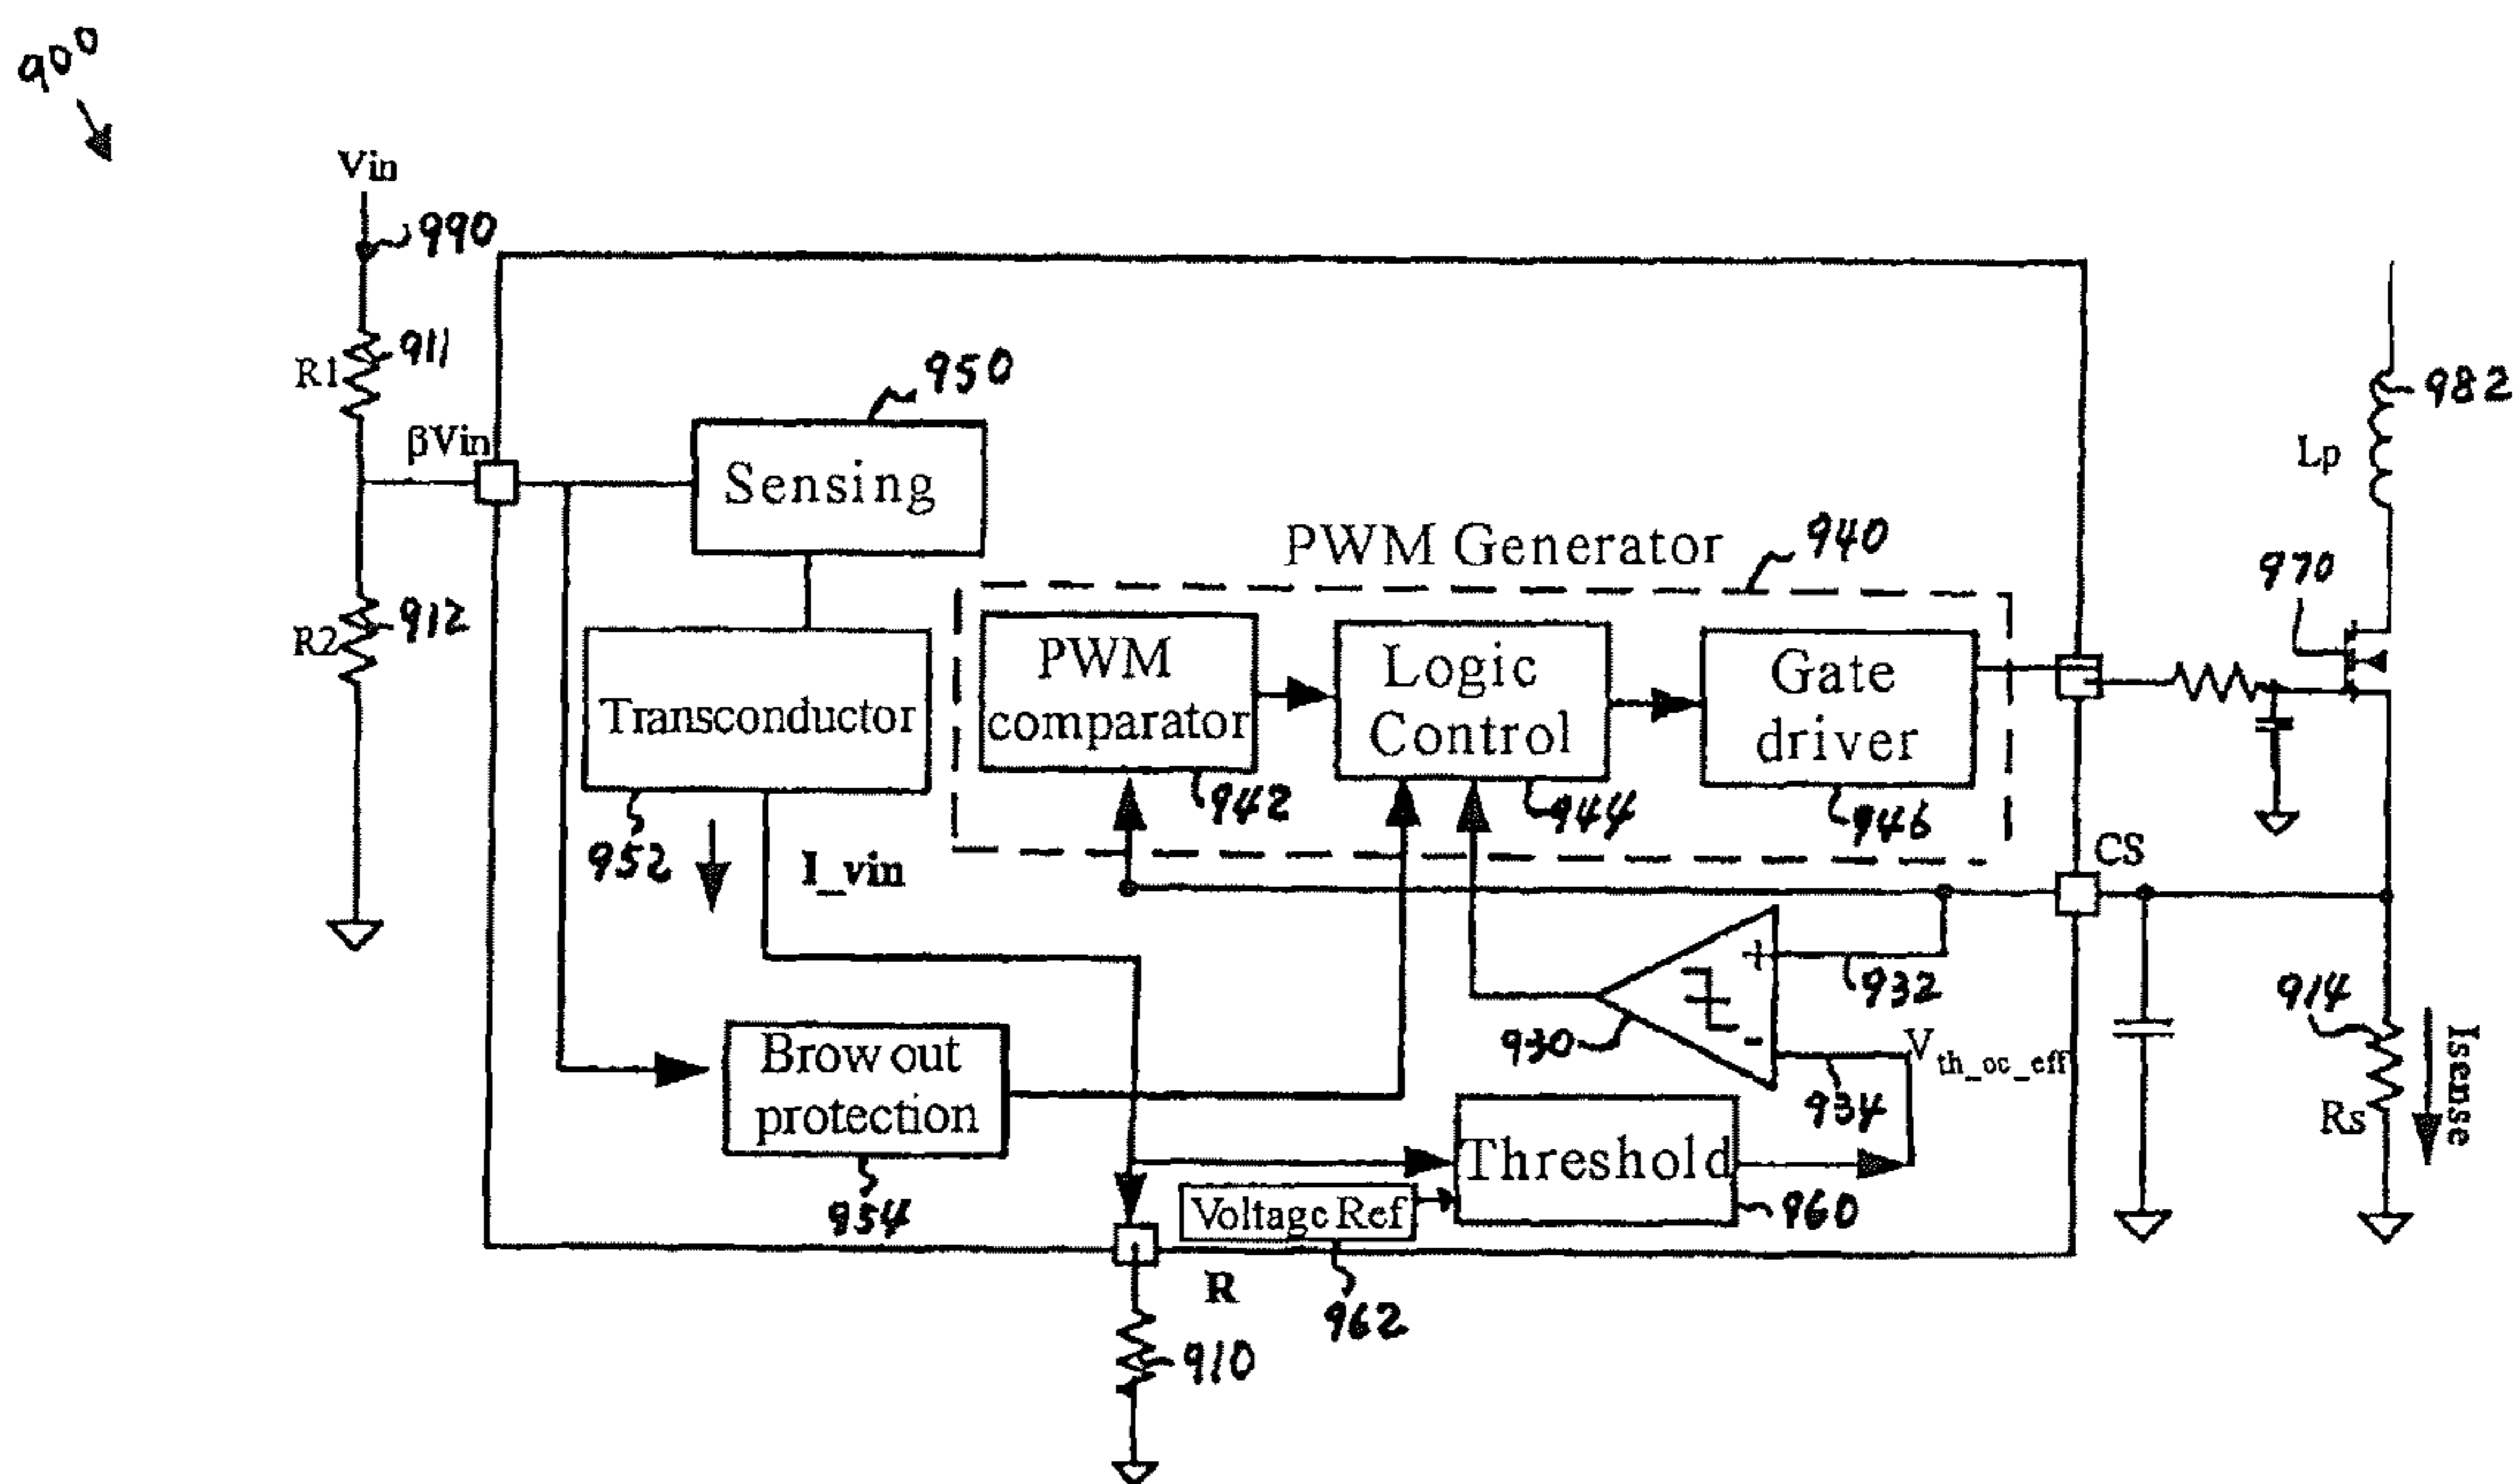 900
Vin
990
R1
911
βVin
950
Sensing
982
Lp
PWM Generator
940
970
R2
912
Transconductor
PWM
comparator
Logic
Control
Gate
driver
942
944
946
952
I_vin
CS
932
930
914
Isense
Vth_oc_eff
934
Brow out
protection
Threshold
Rs
954
Voltage Ref
960
R
962
910